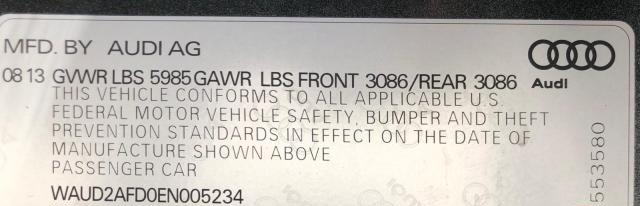 MFD. BY AUDI AG
08 13 GVWR LBS 5985 GAWR LBS FRONT 3086/REAR 3086
Audi
THIS VEHICLE CONFORMS TO ALL APPLICABLE U.S.
FEDERAL MOTOR VEHICLE SAFETY, BUMPER AND THEFT
PREVENTION STANDARDS IN EFFECT ON THE DATE OF
MANUFACTURE SHOWN ABOVE
PASSENGER CAR
WAUD2AFD0EN005234
553580